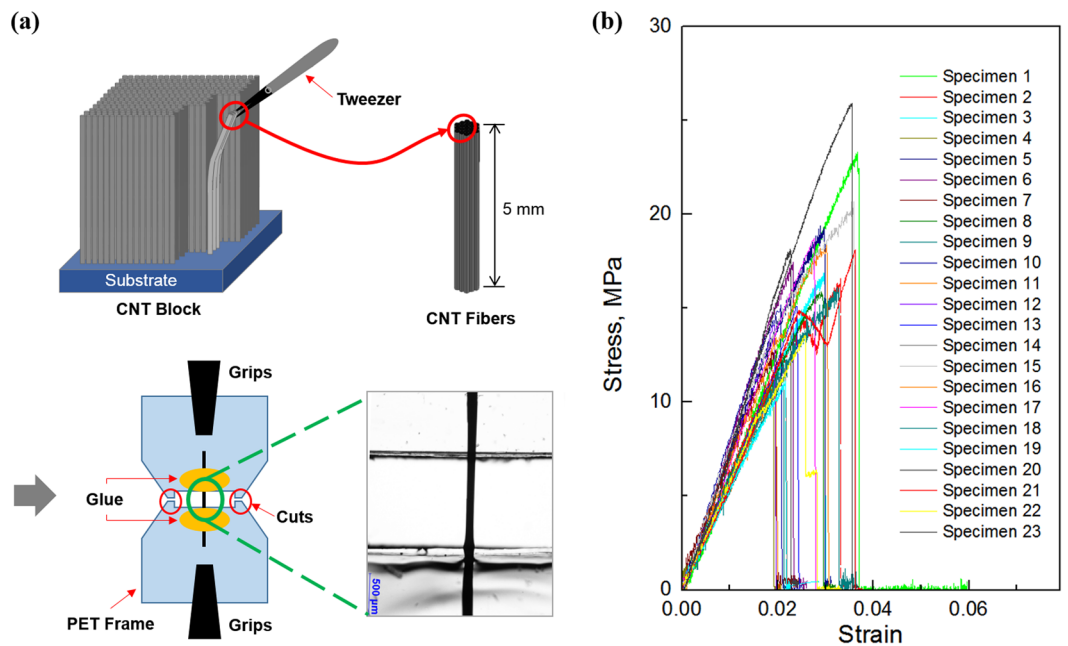 (a)
Tweezer
5 mm
Substrate
CNT Block
CNT Fibers
Grips
Glue
Cuts
PET Frame
Grips
500 µm
(b)
30
20
10
0
Stress, MPa
0.00
0.02
0.04
0.06
Strain
Specimen 1
Specimen 2
Specimen 3
Specimen 4
Specimen 5
Specimen 6
Specimen 7
Specimen 8
Specimen 9
Specimen 10
Specimen 11
Specimen 12
Specimen 13
Specimen 14
Specimen 15
Specimen 16
Specimen 17
Specimen 18
Specimen 19
Specimen 20
Specimen 21
Specimen 22
Specimen 23